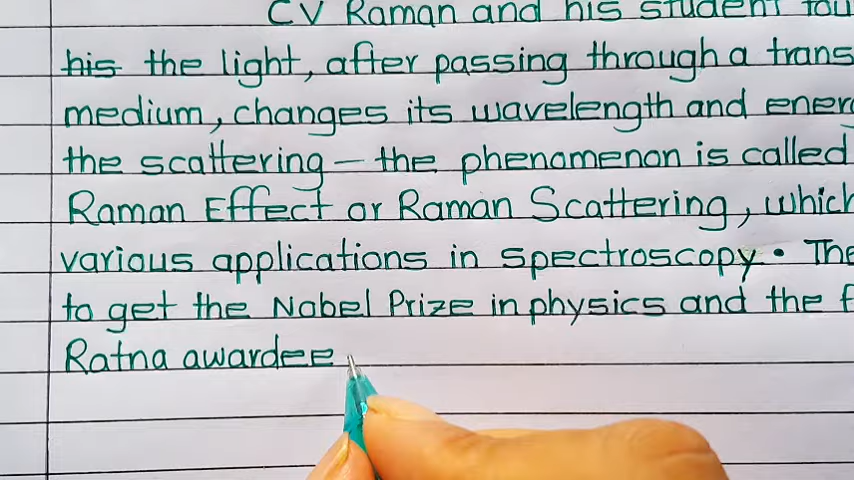 CV Raman and his student
his the light, after passing through a trans
medium, changes its wavelength and energ
the scattering – the phenomenon is called
Raman Effect or Raman Scattering, which
various applications in spectroscopy. The
to get the Nobel Prize in physics and the f
Ratna awardee